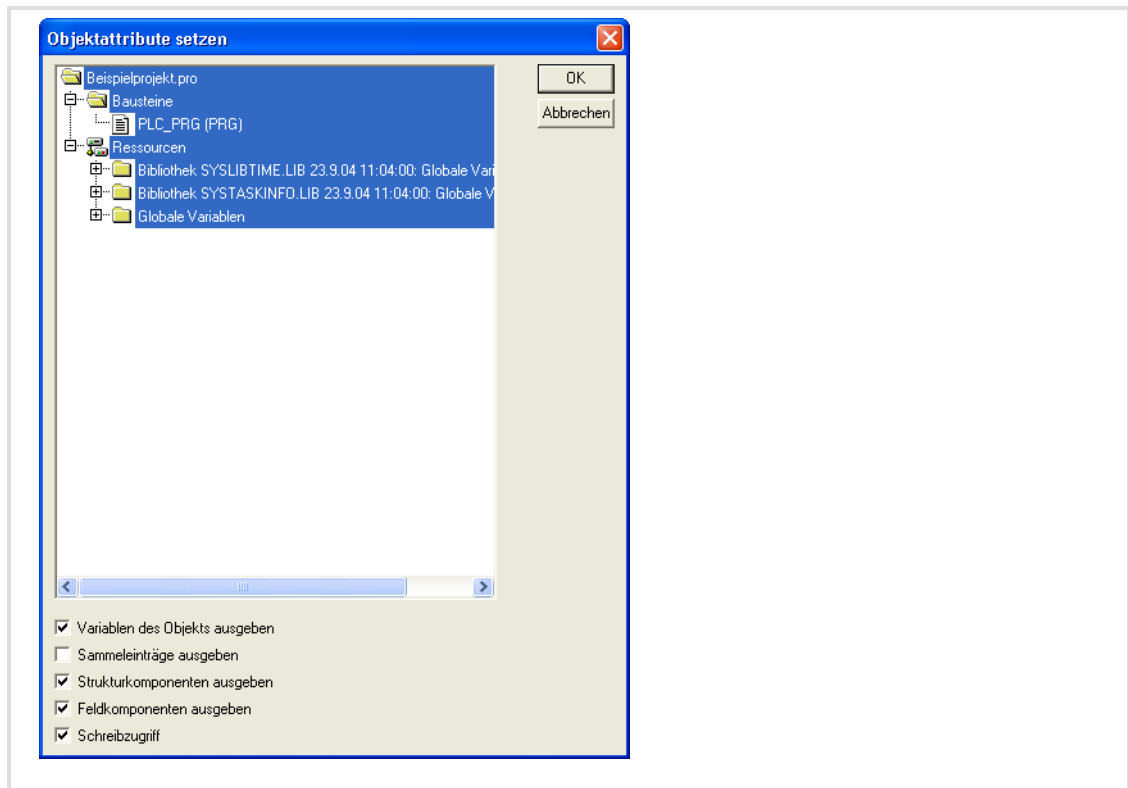 Objektattribute setzen
Beispielprojekt.pro
OK
Bausteine
Abbrechen
PLC_PRG (PRG)
Ressourcen
Bibliothek SYSLIBTIME.LIB 23.9.04 11:04:00: Globale Vari
Bibliothek SYSTASKINFO.LIB 23.9.04 11:04:00: Globale V
Globale Variablen
Variablen des Objekts ausgeben
Sammeleinträge ausgeben
Strukturkomponenten ausgeben
Feldkomponenten ausgeben
Schreibzugriff